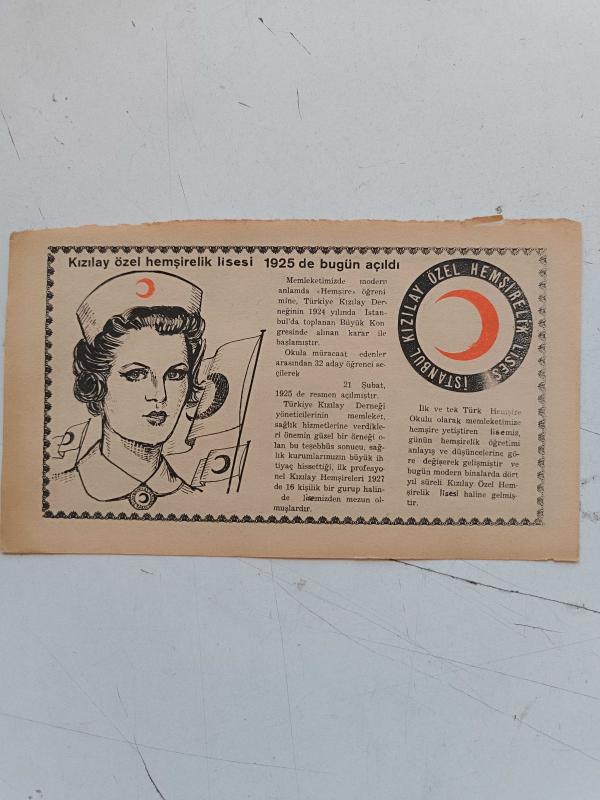 Kızılay özel hemşirelik lisesi 1925 de bugün açıldı
Memleketimizde modern
anlamda «Hemşire» öğreni
mine, Türkiye Kızılay Der
neğinin 1924 yılında İstan-
bul'da toplanan Büyük Kon
gresinde alınan karar ile
başlamıştır.
Okula müracaat edenler
arasından 32 aday öğrenci se-
çilerek
21 Şubat,
1925 de resmen açılmıştır.
Türkiye Kızılay Derneği
yöneticilerinin memleket,
sağlık hizmetlerine verdikle-
ri önemin güzel bir örneği o-
lan bu teşebbüs sonucu, sağ-
lık kurumlarımızın büyük ih
tiyaç hissettiği, ilk profesyo-
nel Kızılay Hemşireleri 1927
de 16 kişilik bir gurup halin-
de lisemizden mezun ol-
muşlardır.
İSTANBUL KIZILAY ÖZEL HEMŞİRELİK LİSESİ
İlk ve tek Türk Hemşire
Okulu olarak memleketimize
hemşire yetiştiren lisemiz,
günün hemşirelik öğretimi
anlayış ve düşüncelerine gö-
re değişerek gelişmiştir ve
bugün modern binalarda dört
yıl süreli Kızılay Özel Hem-
şirelik lisesi haline gelmiş-
tir.